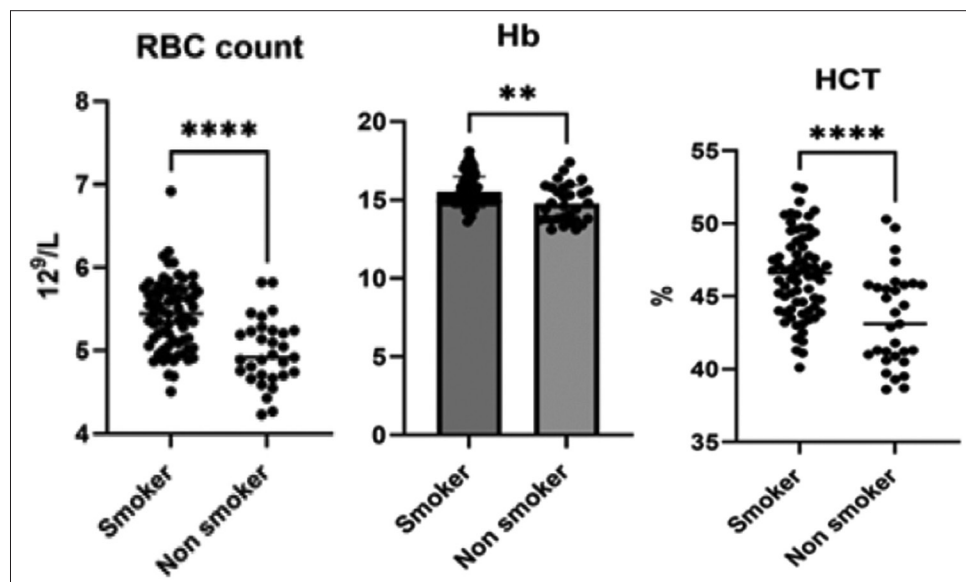 RBC count
****
8
7
6
5
4
12⁹/L
Smoker
Non smoker
Hb
**
20
15
10
5
0
Smoker
Non smoker
HCT
****
55
50
45
40
35
%
Smoker
Non smoker